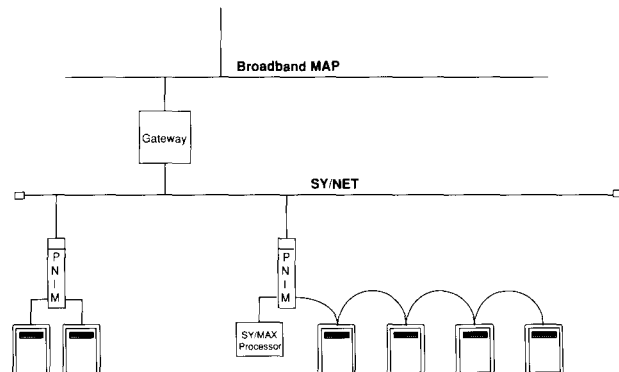 Broadband MAP
Gateway
SY/NET
P
N
I
M
P
N
I
M
SY/MAX
Processor